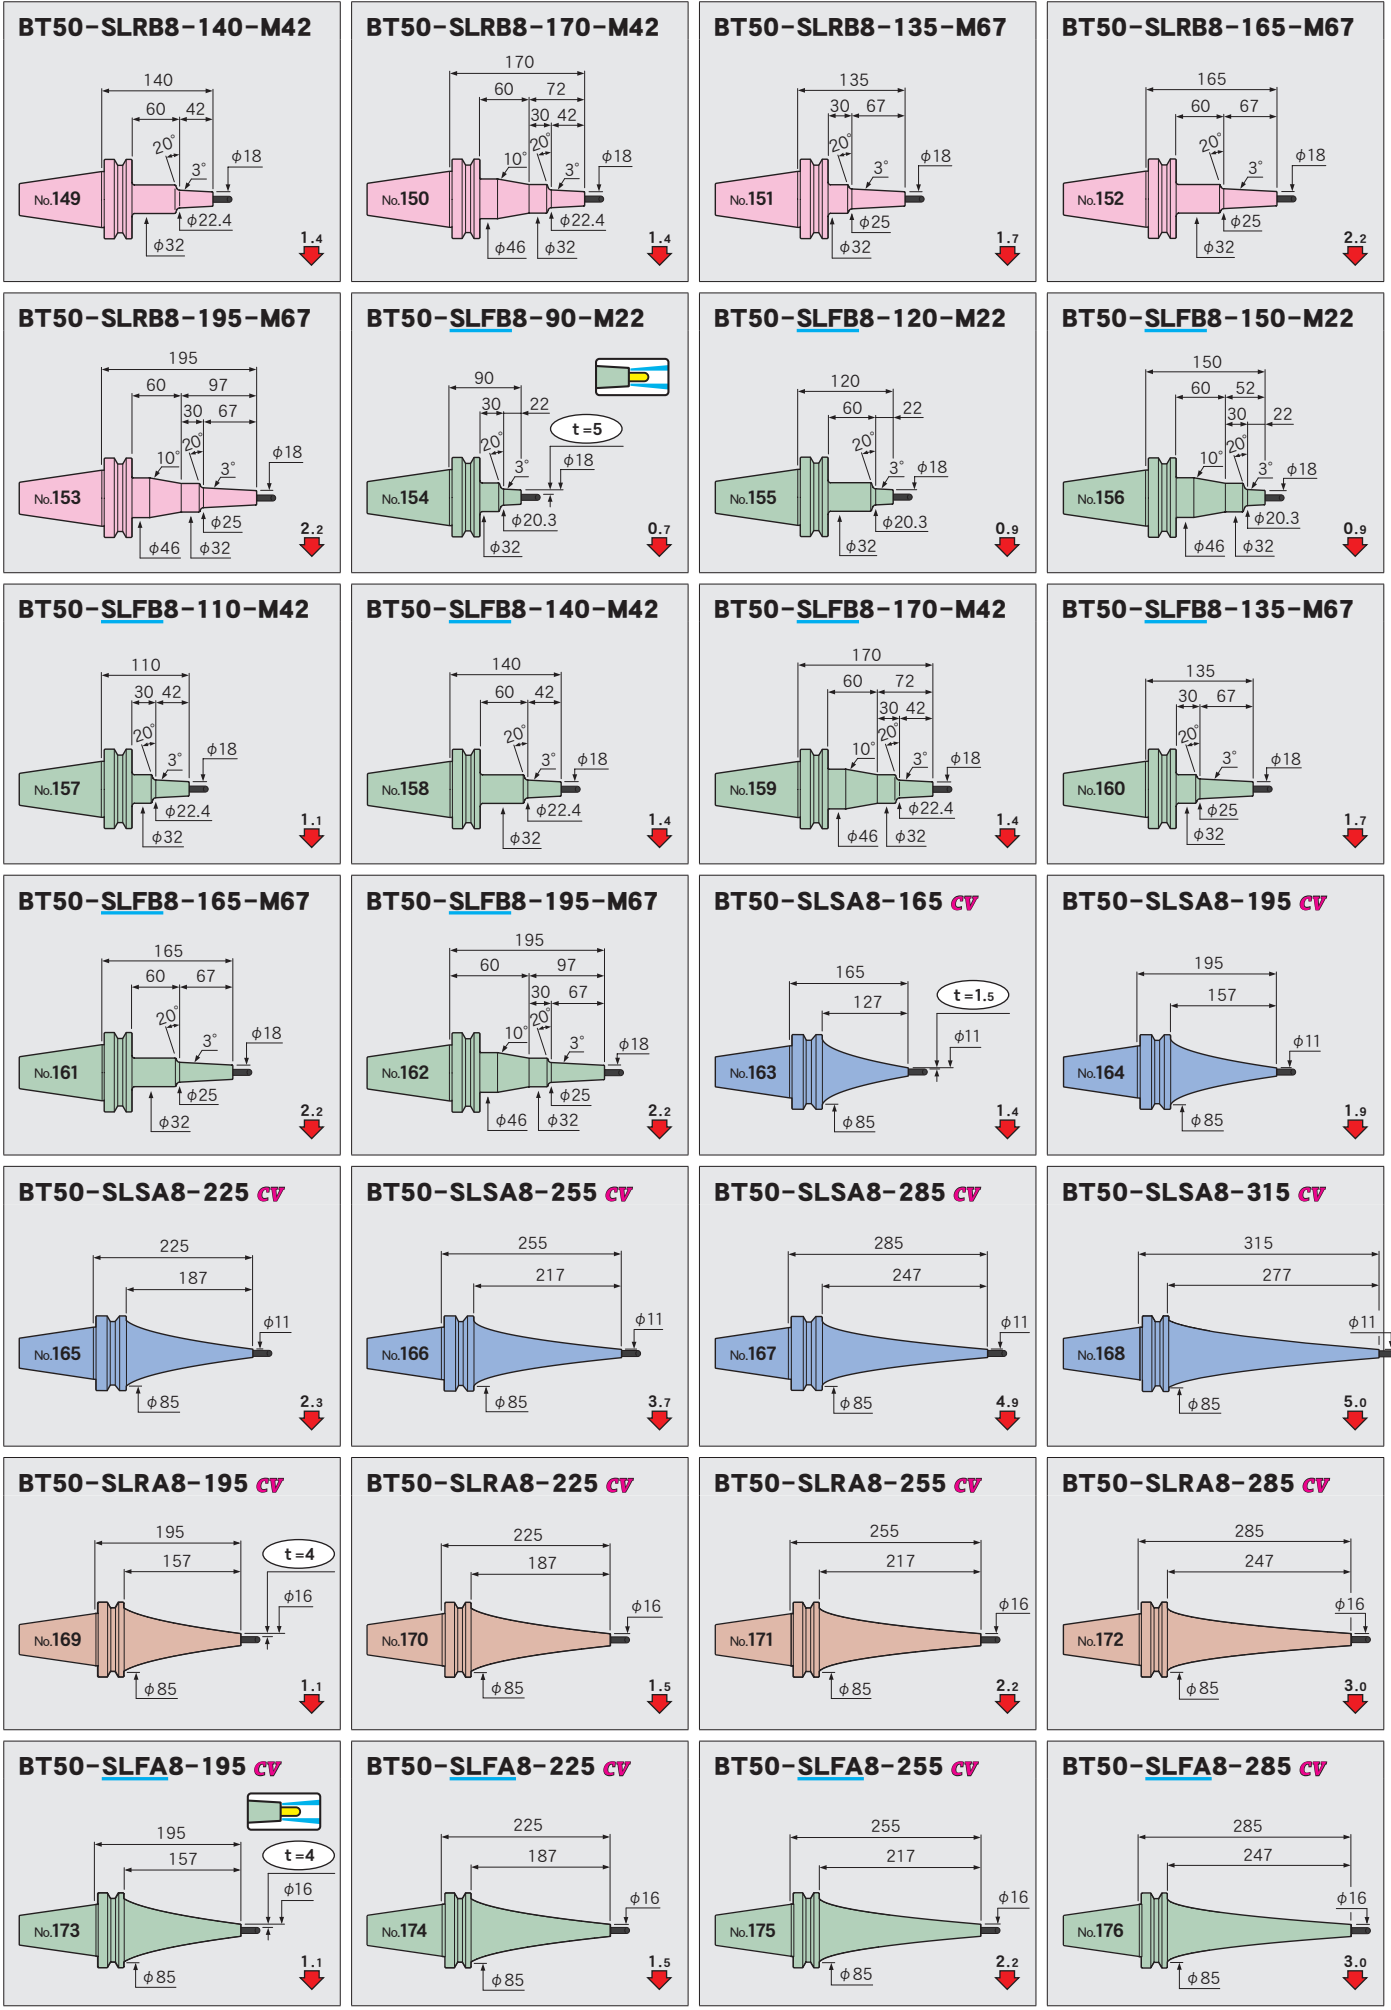 BT50-SLRB8-140-M42
140
60 42
20° 3° φ18
No.149
φ22.4
φ32
1.4
BT50-SLRB8-170-M42
170
60 72
30 42
10° 20° 3° φ18
No.150
φ22.4
φ46 φ32
1.4
BT50-SLRB8-135-M67
135
30 67
20° 3° φ18
No.151
φ25
φ32
1.7
BT50-SLRB8-165-M67
165
60 67
20° 3° φ18
No.152
φ25
φ32
2.2
BT50-SLRB8-195-M67
195
60 97
30 67
10° 20° 3° φ18
No.153
φ25
φ46 φ32
2.2
BT50-SLFB8-90-M22
90
30 22
t=5
20° 3° φ18
No.154
φ20.3
φ32
0.7
BT50-SLFB8-120-M22
120
60 22
20° 3° φ18
No.155
φ20.3
φ32
0.9
BT50-SLFB8-150-M22
150
60 52
30 22
10° 20° 3° φ18
No.156
φ20.3
φ46 φ32
0.9
BT50-SLFB8-110-M42
110
30 42
20° 3° φ18
No.157
φ22.4
φ32
1.1
BT50-SLFB8-140-M42
140
60 42
20° 3° φ18
No.158
φ22.4
φ32
1.4
BT50-SLFB8-170-M42
170
60 72
30 42
10° 20° 3° φ18
No.159
φ22.4
φ46 φ32
1.4
BT50-SLFB8-135-M67
135
30 67
20° 3° φ18
No.160
φ25
φ32
1.7
BT50-SLFB8-165-M67
165
60 67
20° 3° φ18
No.161
φ25
φ32
2.2
BT50-SLFB8-195-M67
195
60 97
30 67
10° 20° 3° φ18
No.162
φ25
φ46 φ32
2.2
BT50-SLSA8-165 CV
165
127
t=1.5
φ11
No.163
φ85
1.4
BT50-SLSA8-195 CV
195
157
φ11
No.164
φ85
1.9
BT50-SLSA8-225 CV
225
187
φ11
No.165
φ85
2.3
BT50-SLSA8-255 CV
255
217
φ11
No.166
φ85
3.7
BT50-SLSA8-285 CV
285
247
φ11
No.167
φ85
4.9
BT50-SLSA8-315 CV
315
277
φ11
No.168
φ85
5.0
BT50-SLRA8-195 CV
195
157
t=4
φ16
No.169
φ85
1.1
BT50-SLRA8-225 CV
225
187
φ16
No.170
φ85
1.5
BT50-SLRA8-255 CV
255
217
φ16
No.171
φ85
2.2
BT50-SLRA8-285 CV
285
247
φ16
No.172
φ85
3.0
BT50-SLFA8-195 CV
195
157
t=4
φ16
No.173
φ85
1.1
BT50-SLFA8-225 CV
225
187
φ16
No.174
φ85
1.5
BT50-SLFA8-255 CV
255
217
φ16
No.175
φ85
2.2
BT50-SLFA8-285 CV
285
247
φ16
No.176
φ85
3.0